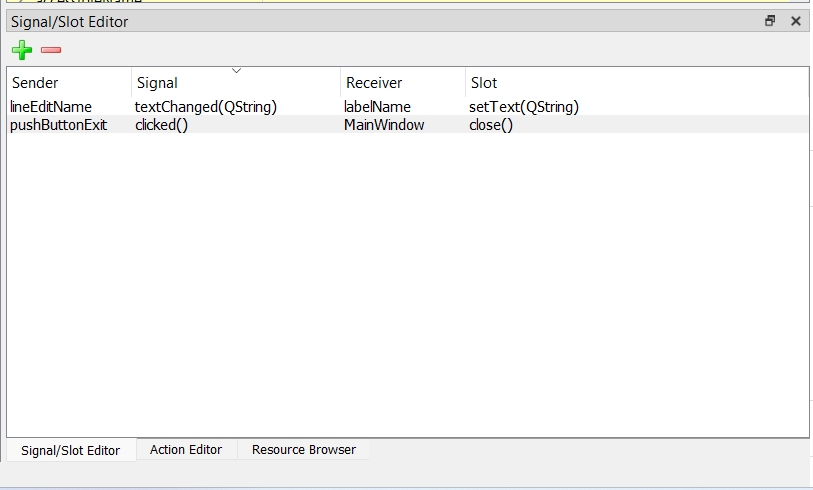 Signal/Slot Editor
Sender Signal Receiver Slot
lineEditName textChanged(QString) labelName setText(QString)
pushButtonExit clicked() MainWindow close()
Signal/Slot Editor Action Editor Resource Browser